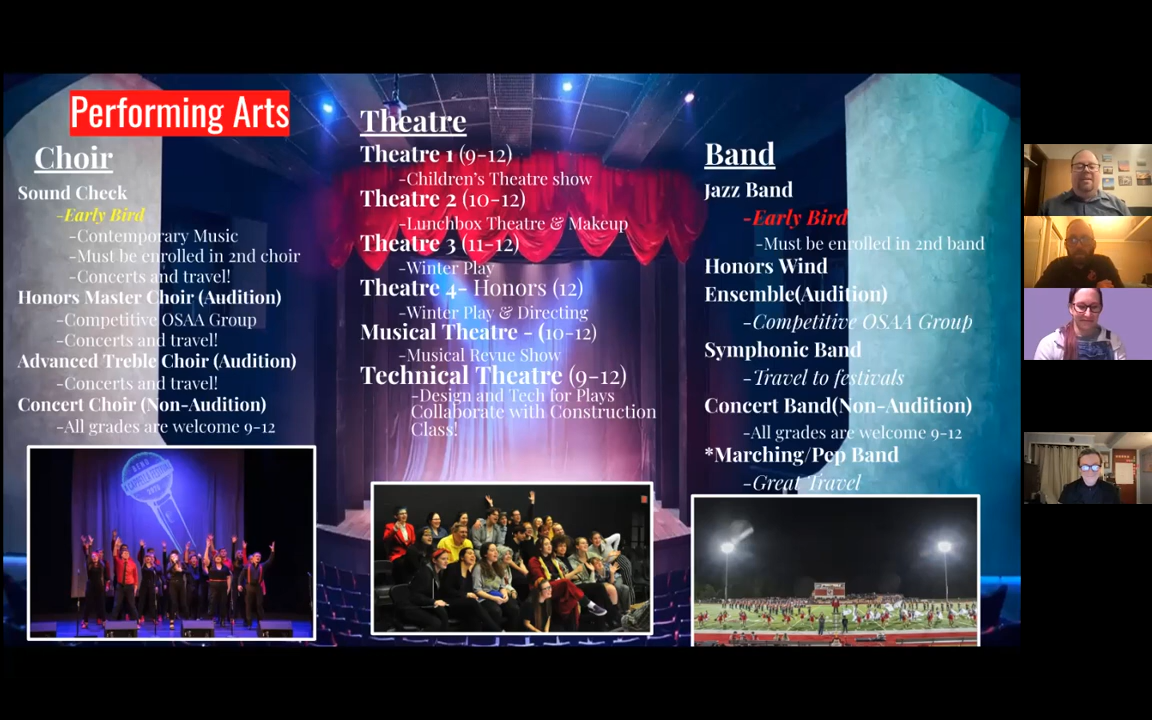 Performing Arts
Choir
Sound Check
-Early Bird
-Contemporary Music
-Must be enrolled in 2nd choir
-Concerts and travel!
Honors Master Choir (Audition)
-Competitive OSAA Group
-Concerts and travel!
Advanced Treble Choir (Audition)
-Concerts and travel!
Concert Choir (Non-Audition)
-All grades are welcome 9-12
Theatre
Theatre 1 (9-12)
-Children's Theatre show
Theatre 2 (10-12)
-Lunchbox Theatre & Makeup
Theatre 3 (11-12)
-Winter Play
Theatre 4- Honors (12)
-Winter Play & Directing
Musical Theatre - (10-12)
-Musical Revue Show
Technical Theatre (9-12)
-Design and Tech for Plays
Collaborate with Construction
Class!
Band
Jazz Band
-Early Bird
-Must be enrolled in 2nd band
Honors Wind
Ensemble(Audition)
-Competitive OSAA Group
Symphonic Band
-Travel to festivals
Concert Band(Non-Audition)
-All grades are welcome 9-12
*Marching/Pep Band
-Great Travel